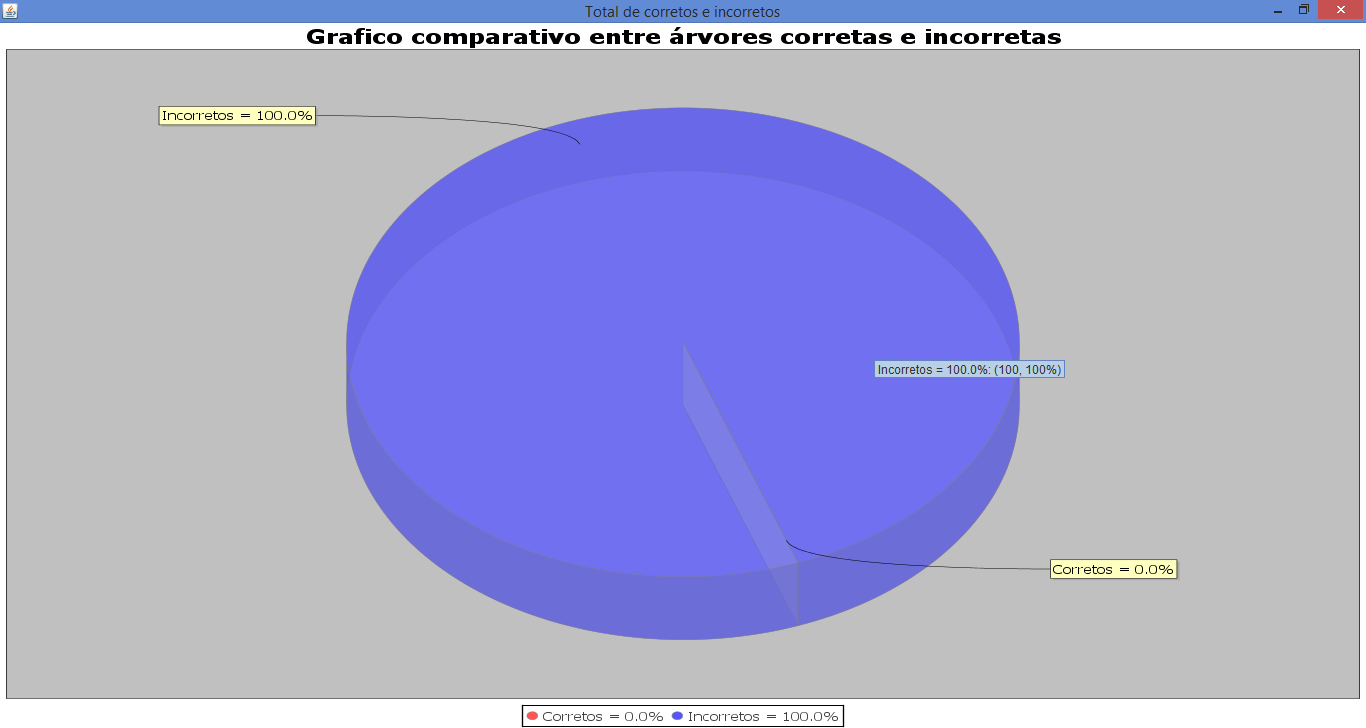 Total de corretos e incorretos
Grafico comparativo entre árvores corretas e incorretas
Incorretos = 100.0%
Incorretos = 100.0%: (100, 100%)
Corretos = 0.0%
Corretos = 0.0% Incorretos = 100.0%